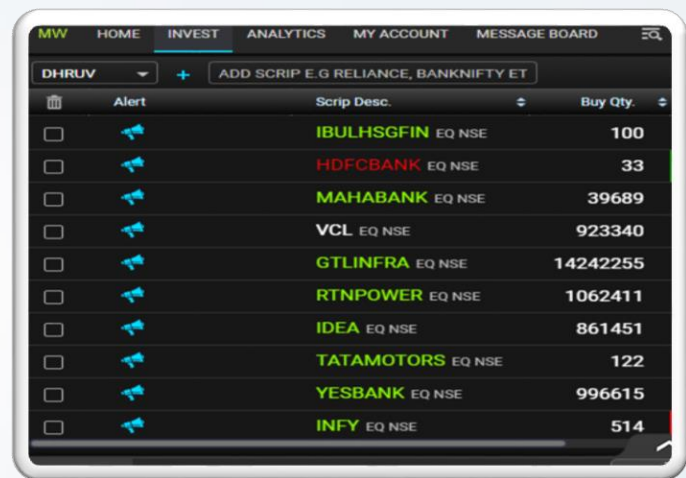 MW HOME INVEST ANALYTICS MY ACCOUNT MESSAGE BOARD
DHRUV + ADD SCRIP E.G RELIANCE, BANKNIFTY ET
Alert Scrip Desc. Buy Qty.
IBULHSGFIN EQ NSE 100
HDFCBANK EQ NSE 33
MAHABANK EQ NSE 39689
VCL EQ NSE 923340
GTLINFRA EQ NSE 14242255
RTNPOWER EQ NSE 1062411
IDEA EQ NSE 861451
TATAMOTORS EQ NSE 122
YESBANK EQ NSE 996615
INFY EQ NSE 514